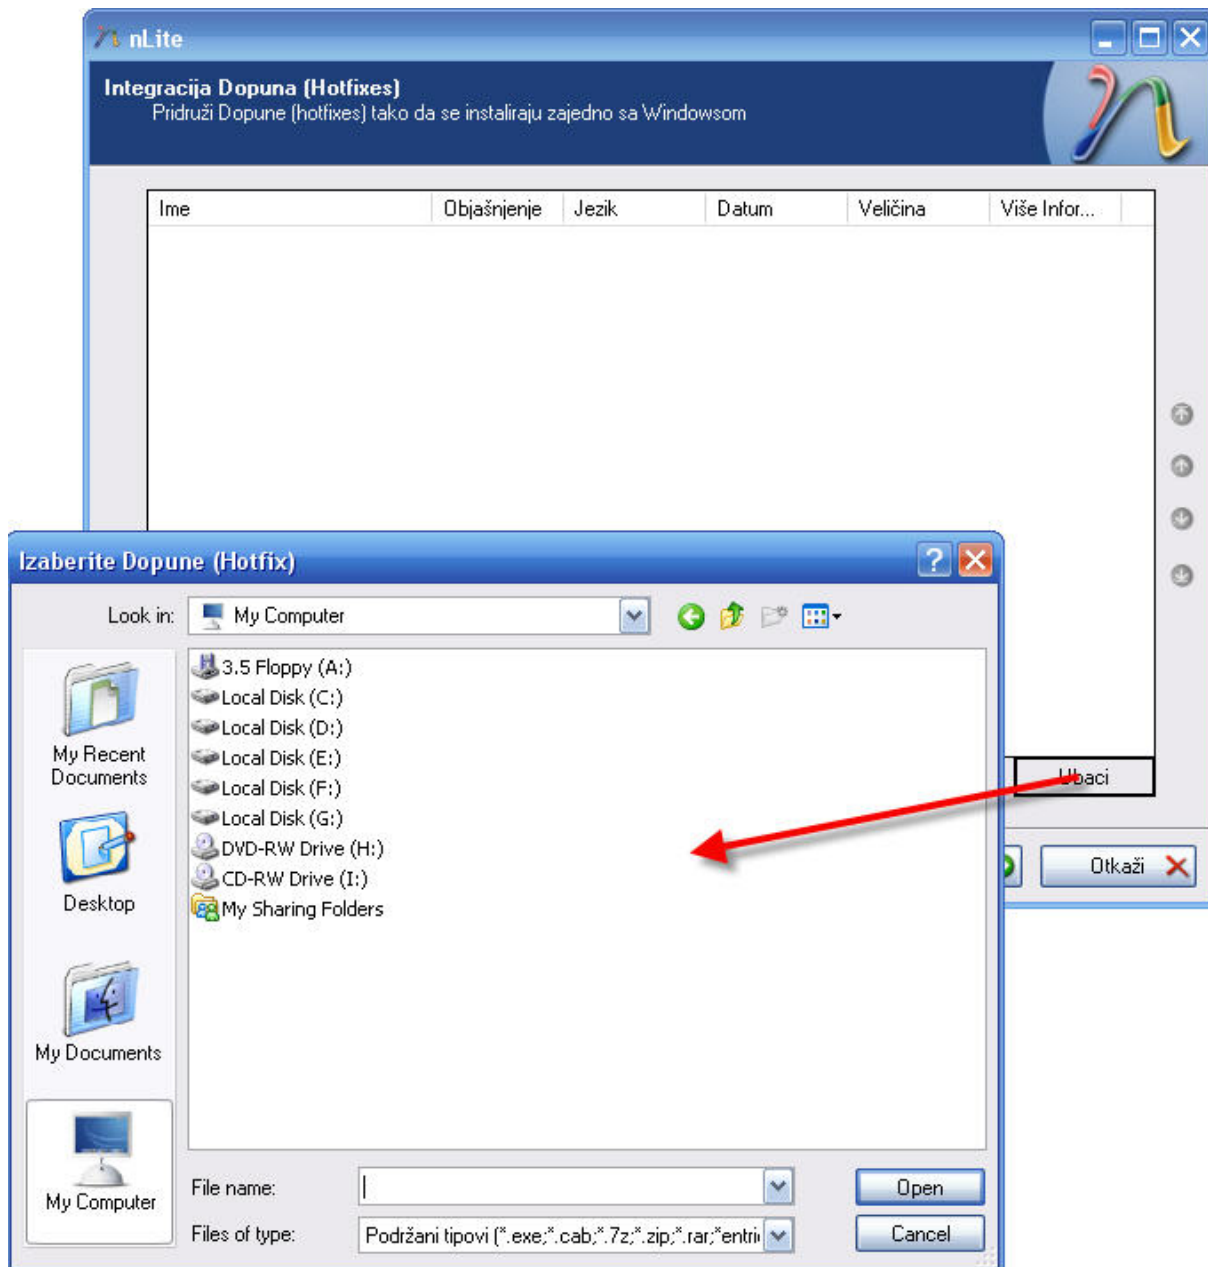 nLite
Integracija Dopuna (Hotfixes)
Pridruži Dopune (hotfixes) tako da se instaliraju zajedno sa Windowsom
Ime Objašnjenje Jezik Datum Veličina Više Infor...
Ubaci
Otkaži
Izaberite Dopune (Hotfix)
Look in: My Computer
3.5 Floppy (A:)
Local Disk (C:)
Local Disk (D:)
Local Disk (E:)
Local Disk (F:)
Local Disk (G:)
DVD-RW Drive (H:)
CD-RW Drive (I:)
My Sharing Folders
My Recent
Documents
Desktop
My Documents
My Computer
File name:
Open
Files of type: Podržani tipovi (*.exe;*.cab;*.7z;*.zip;*.rar;*entri
Cancel